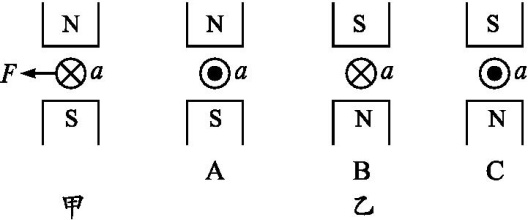 N N S S
F a a a a
S S N N
A B C
甲 乙